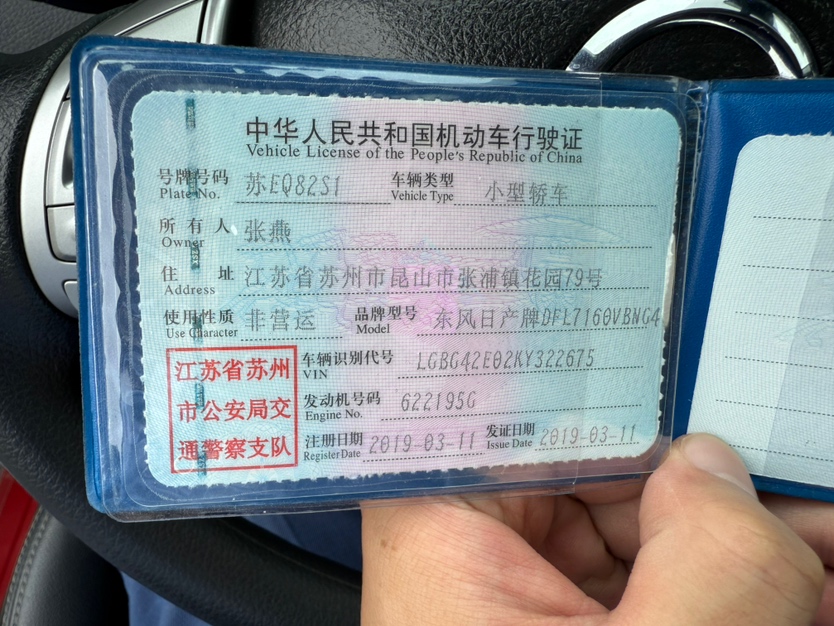 中华人民共和国机动车行驶证
Vehicle License of the People's Republic of China
号牌号码 苏EQ82S1 车辆类型 小型轿车
Plate No. Vehicle Type
所有人 张燕
Owner
住址 江苏省苏州市昆山市张浦镇花园79号
Address
使用性质 非营运 品牌型号 东风日产牌DFL7160VBNG4
Use Character Model
江苏省苏州 车辆识别代号 LGBG42E02KY322675
VIN
市公安局交 发动机号码 622195G
Engine No.
通警察支队 注册日期 2019-03-11 发证日期 2019-03-11
Register Date Issue Date